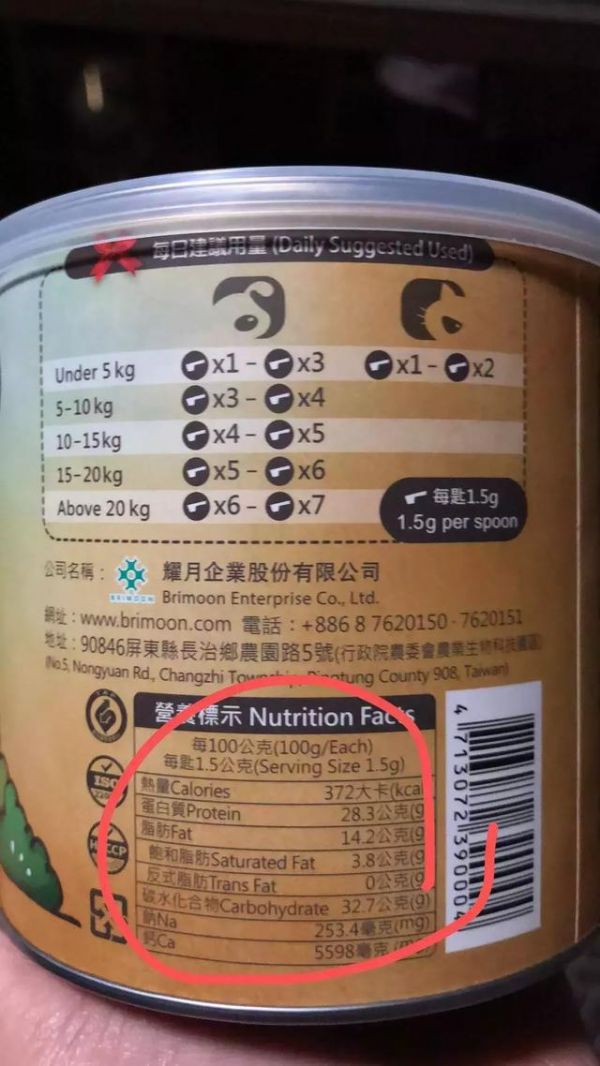 每日建議用量 (Daily Suggested Used)
Under 5 kg x1 - x3 x1 - x2
5-10 kg x3 - x4
10-15kg x4 - x5
15-20kg x5 - x6
Above 20 kg x6 - x7
每匙1.5g
1.5g per spoon
公司名稱： 耀月企業股份有限公司
BRIMOON Brimoon Enterprise Co., Ltd.
網址：www.brimoon.com 電話：+886 8 7620150 - 7620151
地址：90846屏東縣長治鄉農園路5號(行政院農委會農業生物科技園區)
(No.5, Nongyuan Rd., Changzhi Township, Pingtung County 908, Taiwan)
營養標示 Nutrition Facts
每100公克(100g/Each)
每匙1.5公克(Serving Size 1.5g)
熱量Calories 372大卡(kcal
蛋白質Protein 28.3公克(g
脂肪Fat 14.2公克(g
飽和脂肪Saturated Fat 3.8公克(g
反式脂肪Trans Fat 0公克(g
碳水化合物Carbohydrate 32.7公克(g)
鈉Na 253.4毫克(mg)
鈣Ca 5598毫克(mg)
ISO
HACCP
4 713072 390004